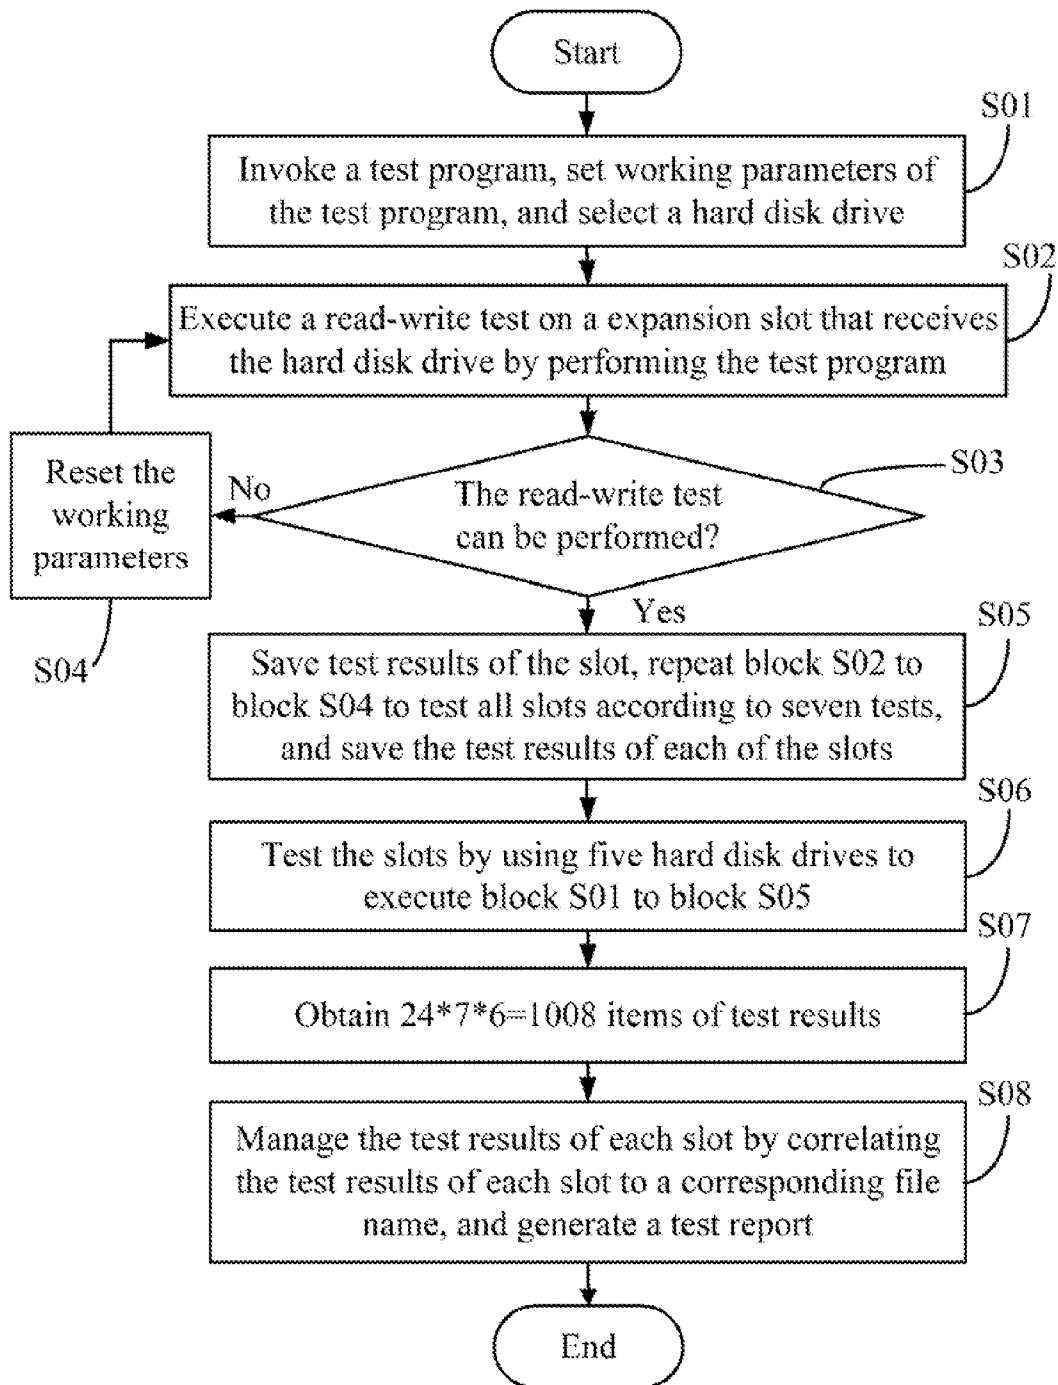 Start
S01
Invoke a test program, set working parameters of
the test program, and select a hard disk drive
S02
Execute a read-write test on a expansion slot that receives
the hard disk drive by performing the test program
S03
The read-write test
can be performed?
No
Reset the
working
parameters
S04
Yes
S05
Save test results of the slot, repeat block S02 to
block S04 to test all slots according to seven tests,
and save the test results of each of the slots
S06
Test the slots by using five hard disk drives to
execute block S01 to block S05
S07
Obtain 24*7*6=1008 items of test results
S08
Manage the test results of each slot by correlating
the test results of each slot to a corresponding file
name, and generate a test report
End